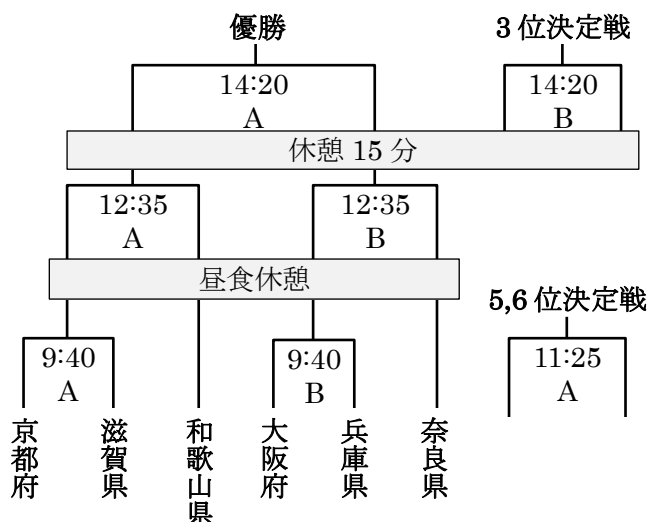 優勝
3 位決定戦
14:20
A
14:20
B
休憩 15 分
12:35
A
12:35
B
昼食休憩
5,6 位決定戦
9:40
A
9:40
B
11:25
A
京都府
滋賀県
和歌山県
大阪府
兵庫県
奈良県